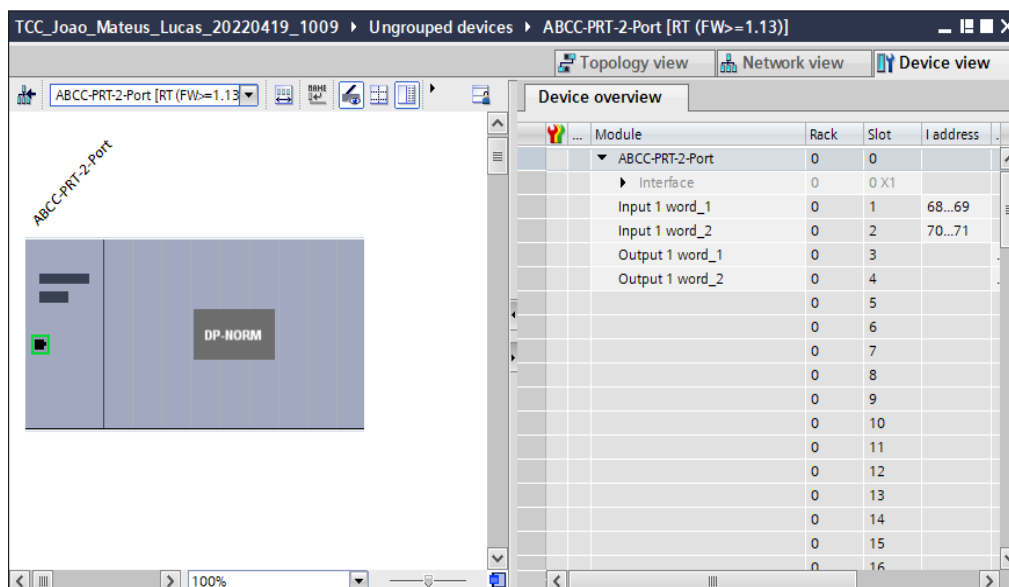 TCC_Joao_Mateus_Lucas_20220419_1009 ▸ Ungrouped devices ▸ ABCC-PRT-2-Port [RT (FW>=1.13)]
Topology view Network view Device view
ABCC-PRT-2-Port [RT (FW>=1.13
Device overview
... Module Rack Slot I address .
ABCC-PRT-2-Port 0 0
Interface 0 0 X1
Input 1 word_1 0 1 68...69
Input 1 word_2 0 2 70...71
Output 1 word_1 0 3 .
Output 1 word_2 0 4 .
0 5
0 6
0 7
0 8
0 9
0 10
0 11
0 12
0 13
0 14
0 15
0 16
ABCC-PRT-2-Port
DP-NORM
100%